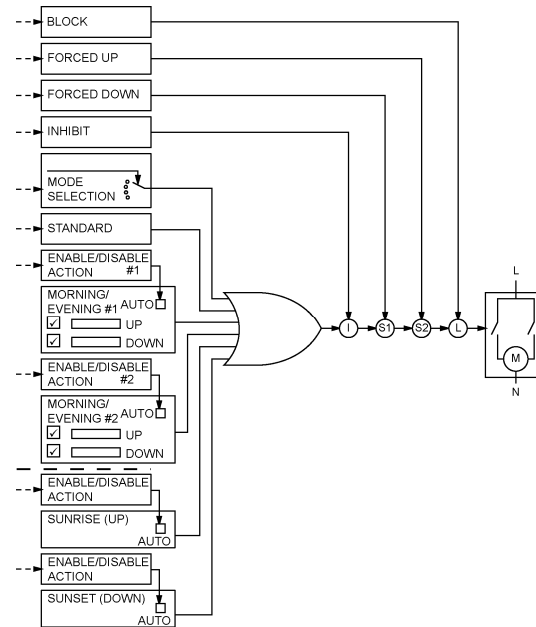 BLOCK
FORCED UP
FORCED DOWN
INHIBIT
MODE
SELECTION
STANDARD
ENABLE/DISABLE
ACTION #1
MORNING/
EVENING #1 AUTO
UP
DOWN
ENABLE/DISABLE
ACTION #2
MORNING/
EVENING #2 AUTO
UP
DOWN
ENABLE/DISABLE
ACTION
SUNRISE (UP)
AUTO
ENABLE/DISABLE
ACTION
SUNSET (DOWN)
AUTO
I
S1
S2
L
L
M
N